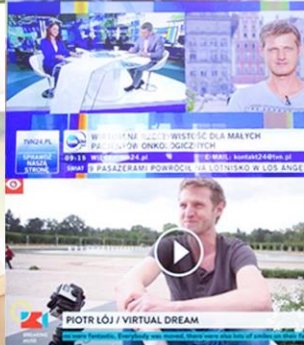 TVN24.PL
SPRAWDŹ
NASZĄ
STRONĘ
WIRTUALNA RZECZYWISTOŚĆ DLA MAŁYCH
PACJENTÓW ONKOLOGICZNYCH
09:15
E-MAIL: kontakt24@tvn.pl
ŚWIAT
9 PASAŻERAMI POWRÓCIŁ NA LOTNISKO W LOS ANGE
PIOTR ŁÓJ / VIRTUAL DREAM
were fantastic. Everybody was moved, there were also lots of smiles on their f